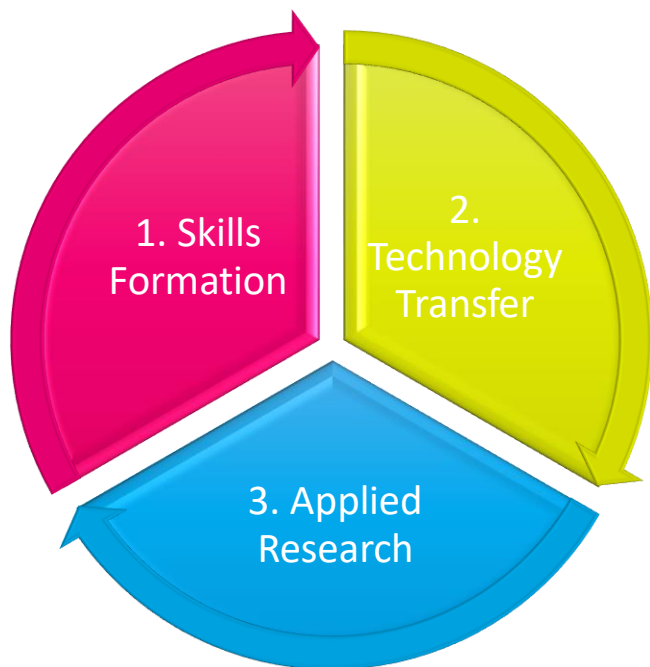 1. Skills
Formation
2.
Technology
Transfer
3. Applied
Research